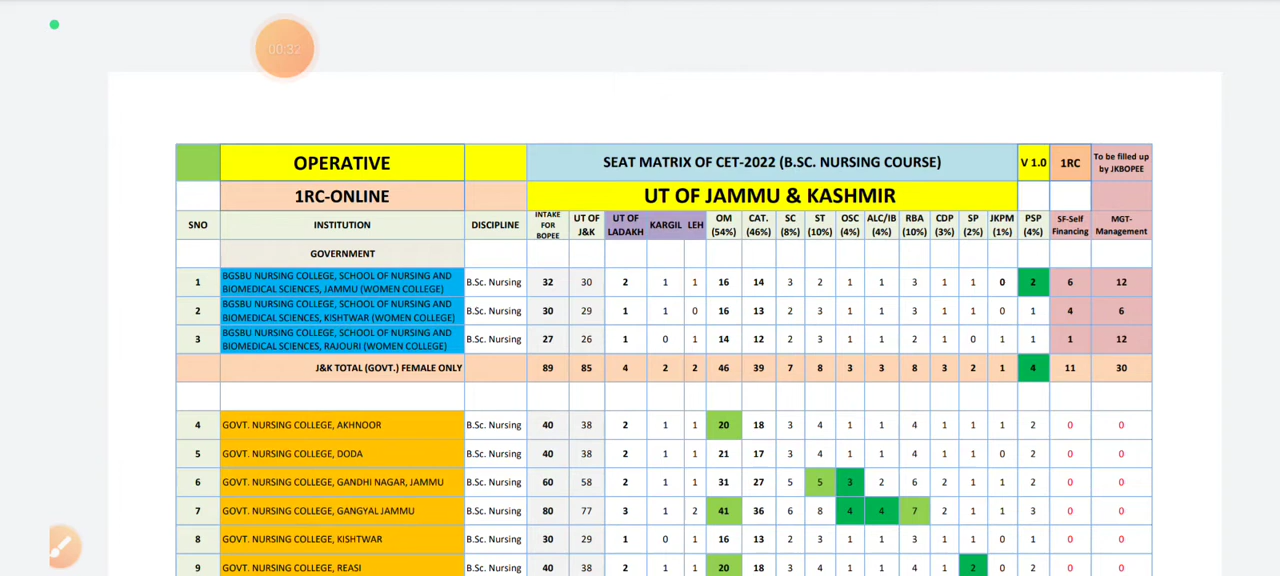 00:32
OPERATIVE SEAT MATRIX OF CET-2022 (B.SC. NURSING COURSE) V 1.0 1RC To be filled up by JKBOPEE
1RC-ONLINE UT OF JAMMU & KASHMIR
SNO INSTITUTION DISCIPLINE INTAKE FOR BOPEE UT OF J&K UT OF LADAKH KARGIL LEH OM (54%) CAT. (46%) SC (8%) ST (10%) OSC (4%) ALC/IB (4%) RBA (10%) CDP (3%) SP (2%) JKPM (1%) PSP (4%) SF-Self Financing MGT-Management
GOVERNMENT
1 BGSBU NURSING COLLEGE, SCHOOL OF NURSING AND BIOMEDICAL SCIENCES, JAMMU (WOMEN COLLEGE) B.Sc. Nursing 32 30 2 1 1 16 14 3 2 1 1 3 1 1 0 2 6 12
2 BGSBU NURSING COLLEGE, SCHOOL OF NURSING AND BIOMEDICAL SCIENCES, KISHTWAR (WOMEN COLLEGE) B.Sc. Nursing 30 29 1 1 0 16 13 2 3 1 1 3 1 1 0 1 4 6
3 BGSBU NURSING COLLEGE, SCHOOL OF NURSING AND BIOMEDICAL SCIENCES, RAJOURI (WOMEN COLLEGE) B.Sc. Nursing 27 26 1 0 1 14 12 2 3 1 1 2 1 0 1 1 1 12
J&K TOTAL (GOVT.) FEMALE ONLY 89 85 4 2 2 46 39 7 8 3 3 8 3 2 1 4 11 30
4 GOVT. NURSING COLLEGE, AKHNOOR B.Sc. Nursing 40 38 2 1 1 20 18 3 4 1 1 4 1 1 1 2 0 0
5 GOVT. NURSING COLLEGE, DODA B.Sc. Nursing 40 38 2 1 1 21 17 3 4 1 1 4 1 1 0 2 0 0
6 GOVT. NURSING COLLEGE, GANDHI NAGAR, JAMMU B.Sc. Nursing 60 58 2 1 1 31 27 5 5 3 2 6 2 1 1 2 0 0
7 GOVT. NURSING COLLEGE, GANGYAL JAMMU B.Sc. Nursing 80 77 3 1 2 41 36 6 8 4 4 7 2 1 1 3 0 0
8 GOVT. NURSING COLLEGE, KISHTWAR B.Sc. Nursing 30 29 1 0 1 16 13 2 3 1 1 3 1 1 0 1 0 0
9 GOVT. NURSING COLLEGE, REASI B.Sc. Nursing 40 38 2 1 1 20 18 3 4 1 1 4 1 2 0 2 0 0